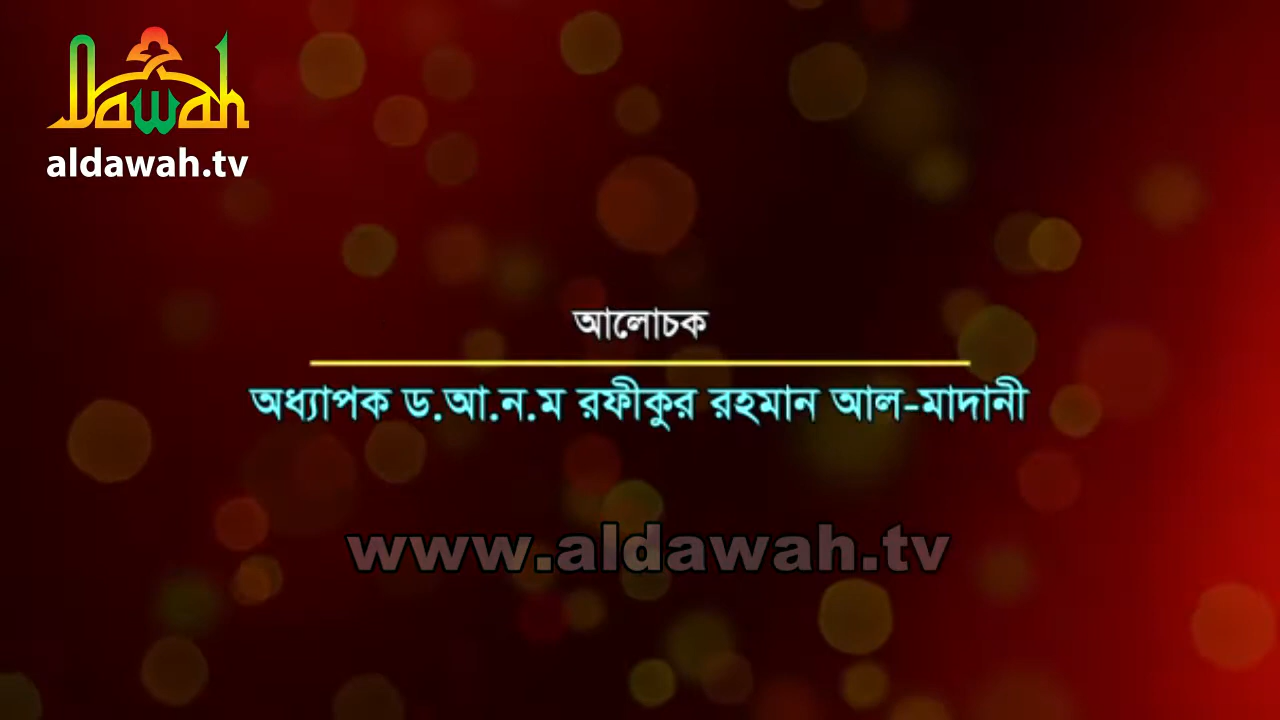 Dawah
aldawah.tv
আলোচক
অধ্যাপক ড.আ.ন.ম রফীকুর রহমান আল-মাদানী
www.aldawah.tv